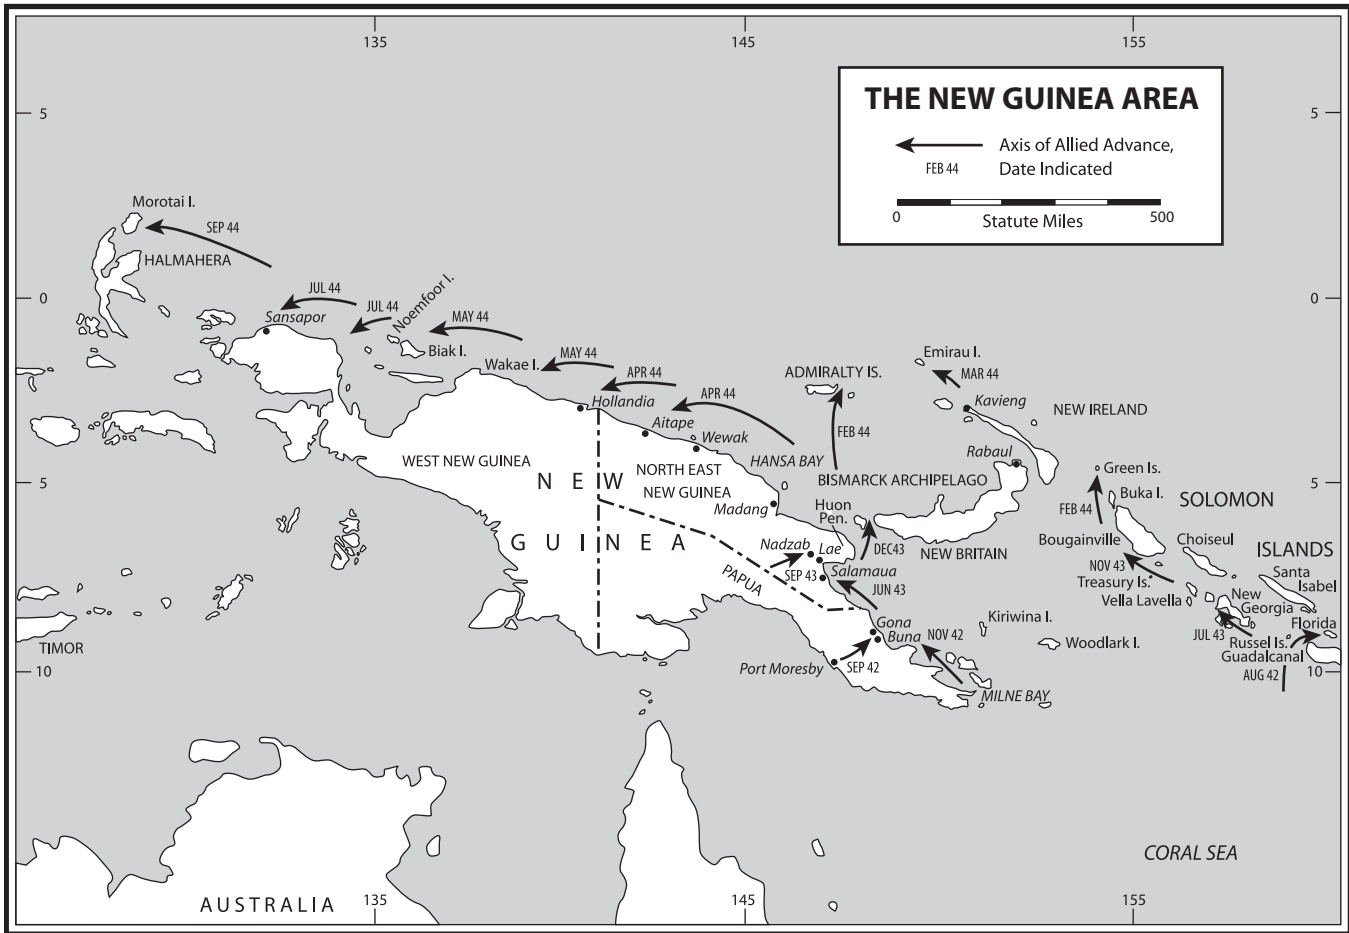 135
145
155
THE NEW GUINEA AREA
Axis of Allied Advance,
FEB 44
Date Indicated
0
500
Statute Miles
5
5
Morotai I.
SEP 44
HALMAHERA
0
0
JUL 44
JUL 44
Noemfoor I.
Sansapor
MAY 44
Biak I.
Wakae I.
MAY 44
APR 44
APR 44
Hollandia
Aitape
Wewak
HANSA BAY
ADMIRALTY IS.
FEB 44
Emirau I.
MAR 44
Kavieng
NEW IRELAND
Rabaul
BISMARCK ARCHIPELAGO
WEST NEW GUINEA
NORTH EAST
NEW GUINEA
NEW
GUINEA
Madang
5
5
Huon
Pen.
DEC43
NEW BRITAIN
Nadzab
Lae
SEP 43
Salamaua
JUN 43
PAPUA
Green Is.
Buka I.
FEB 44
SOLOMON
ISLANDS
Bougainville
Choiseul
NOV 43
Treasury Is.
Vella Lavella
Santa
Isabel
New
Georgia
JUL 43
Florida
Russel Is.
Guadalcanal
AUG 42
Kiriwina I.
Woodlark I.
Gona
Buna
NOV 42
Port Moresby
SEP 42
MILNE BAY
TIMOR
10
10
CORAL SEA
AUSTRALIA
135
145
155